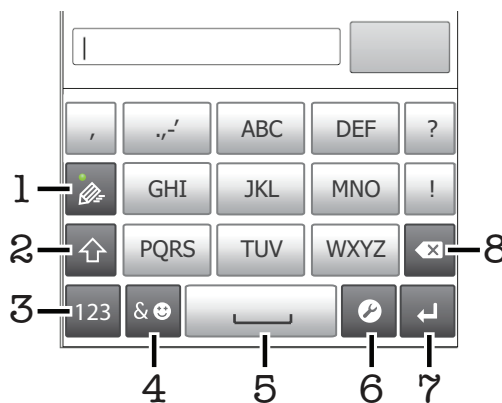 , .,-′ ABC DEF ?
1 GHI JKL MNO !
2 PQRS TUV WXYZ 8
3 123 &
4 5 6 7